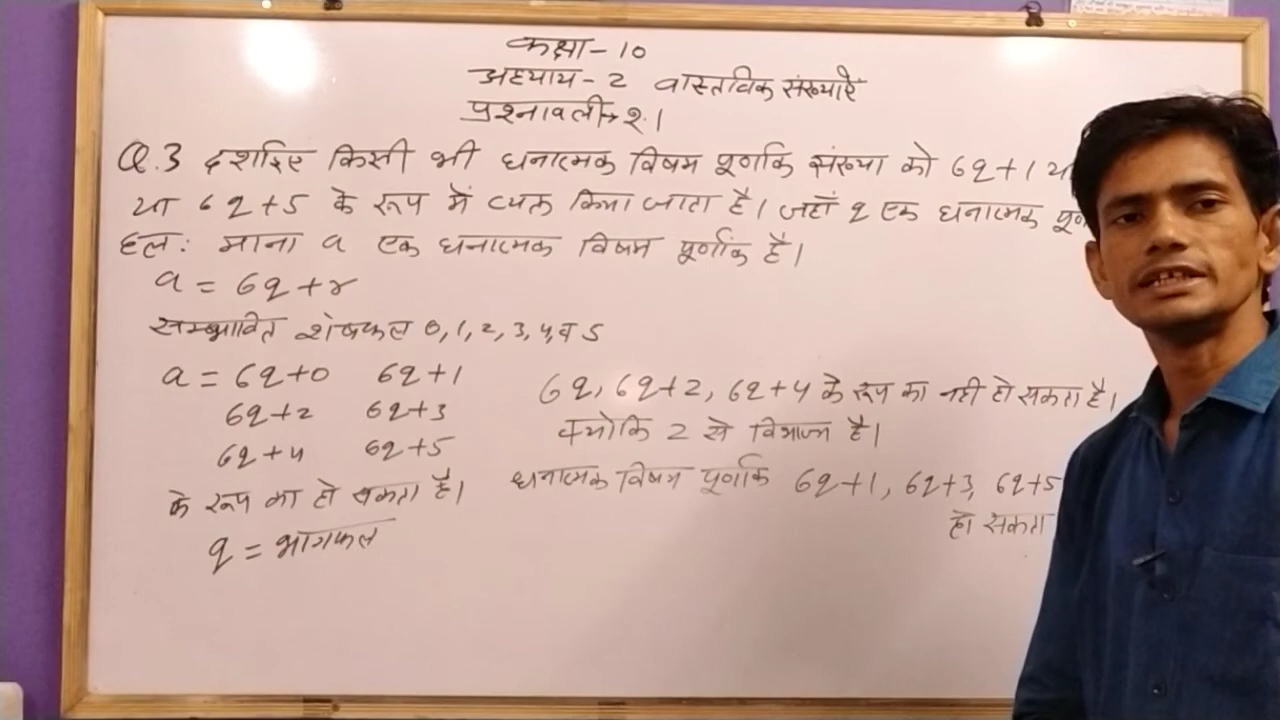 कक्षा - 10
अध्याय - 2 वास्तविक संख्याऐं
प्रश्नावली → 2.1
Q.3 दर्शाइए किसी भी धनात्मक विषम पूर्णांक संख्या को 6q+1 या
या 6q+5 के रूप में व्यक्त किया जाता है। जहाँ q एक धनात्मक
हल: माना a एक धनात्मक विषम पूर्णांक है।
a = 6q+r
सम्भावित शेषफल 0, 1, 2, 3, 4, व 5
a = 6q+0 6q+1
6q+2 6q+3
6q+4 6q+5
के रूप का हो सकता है।
q = भागफल
6q, 6q+2, 6q+4 के रूप का नही हो सकता है।
क्योकि 2 से विभाज्य है।
धनात्मक विषम पूर्णांक 6q+1, 6q+3, 6q+5
हो सकता